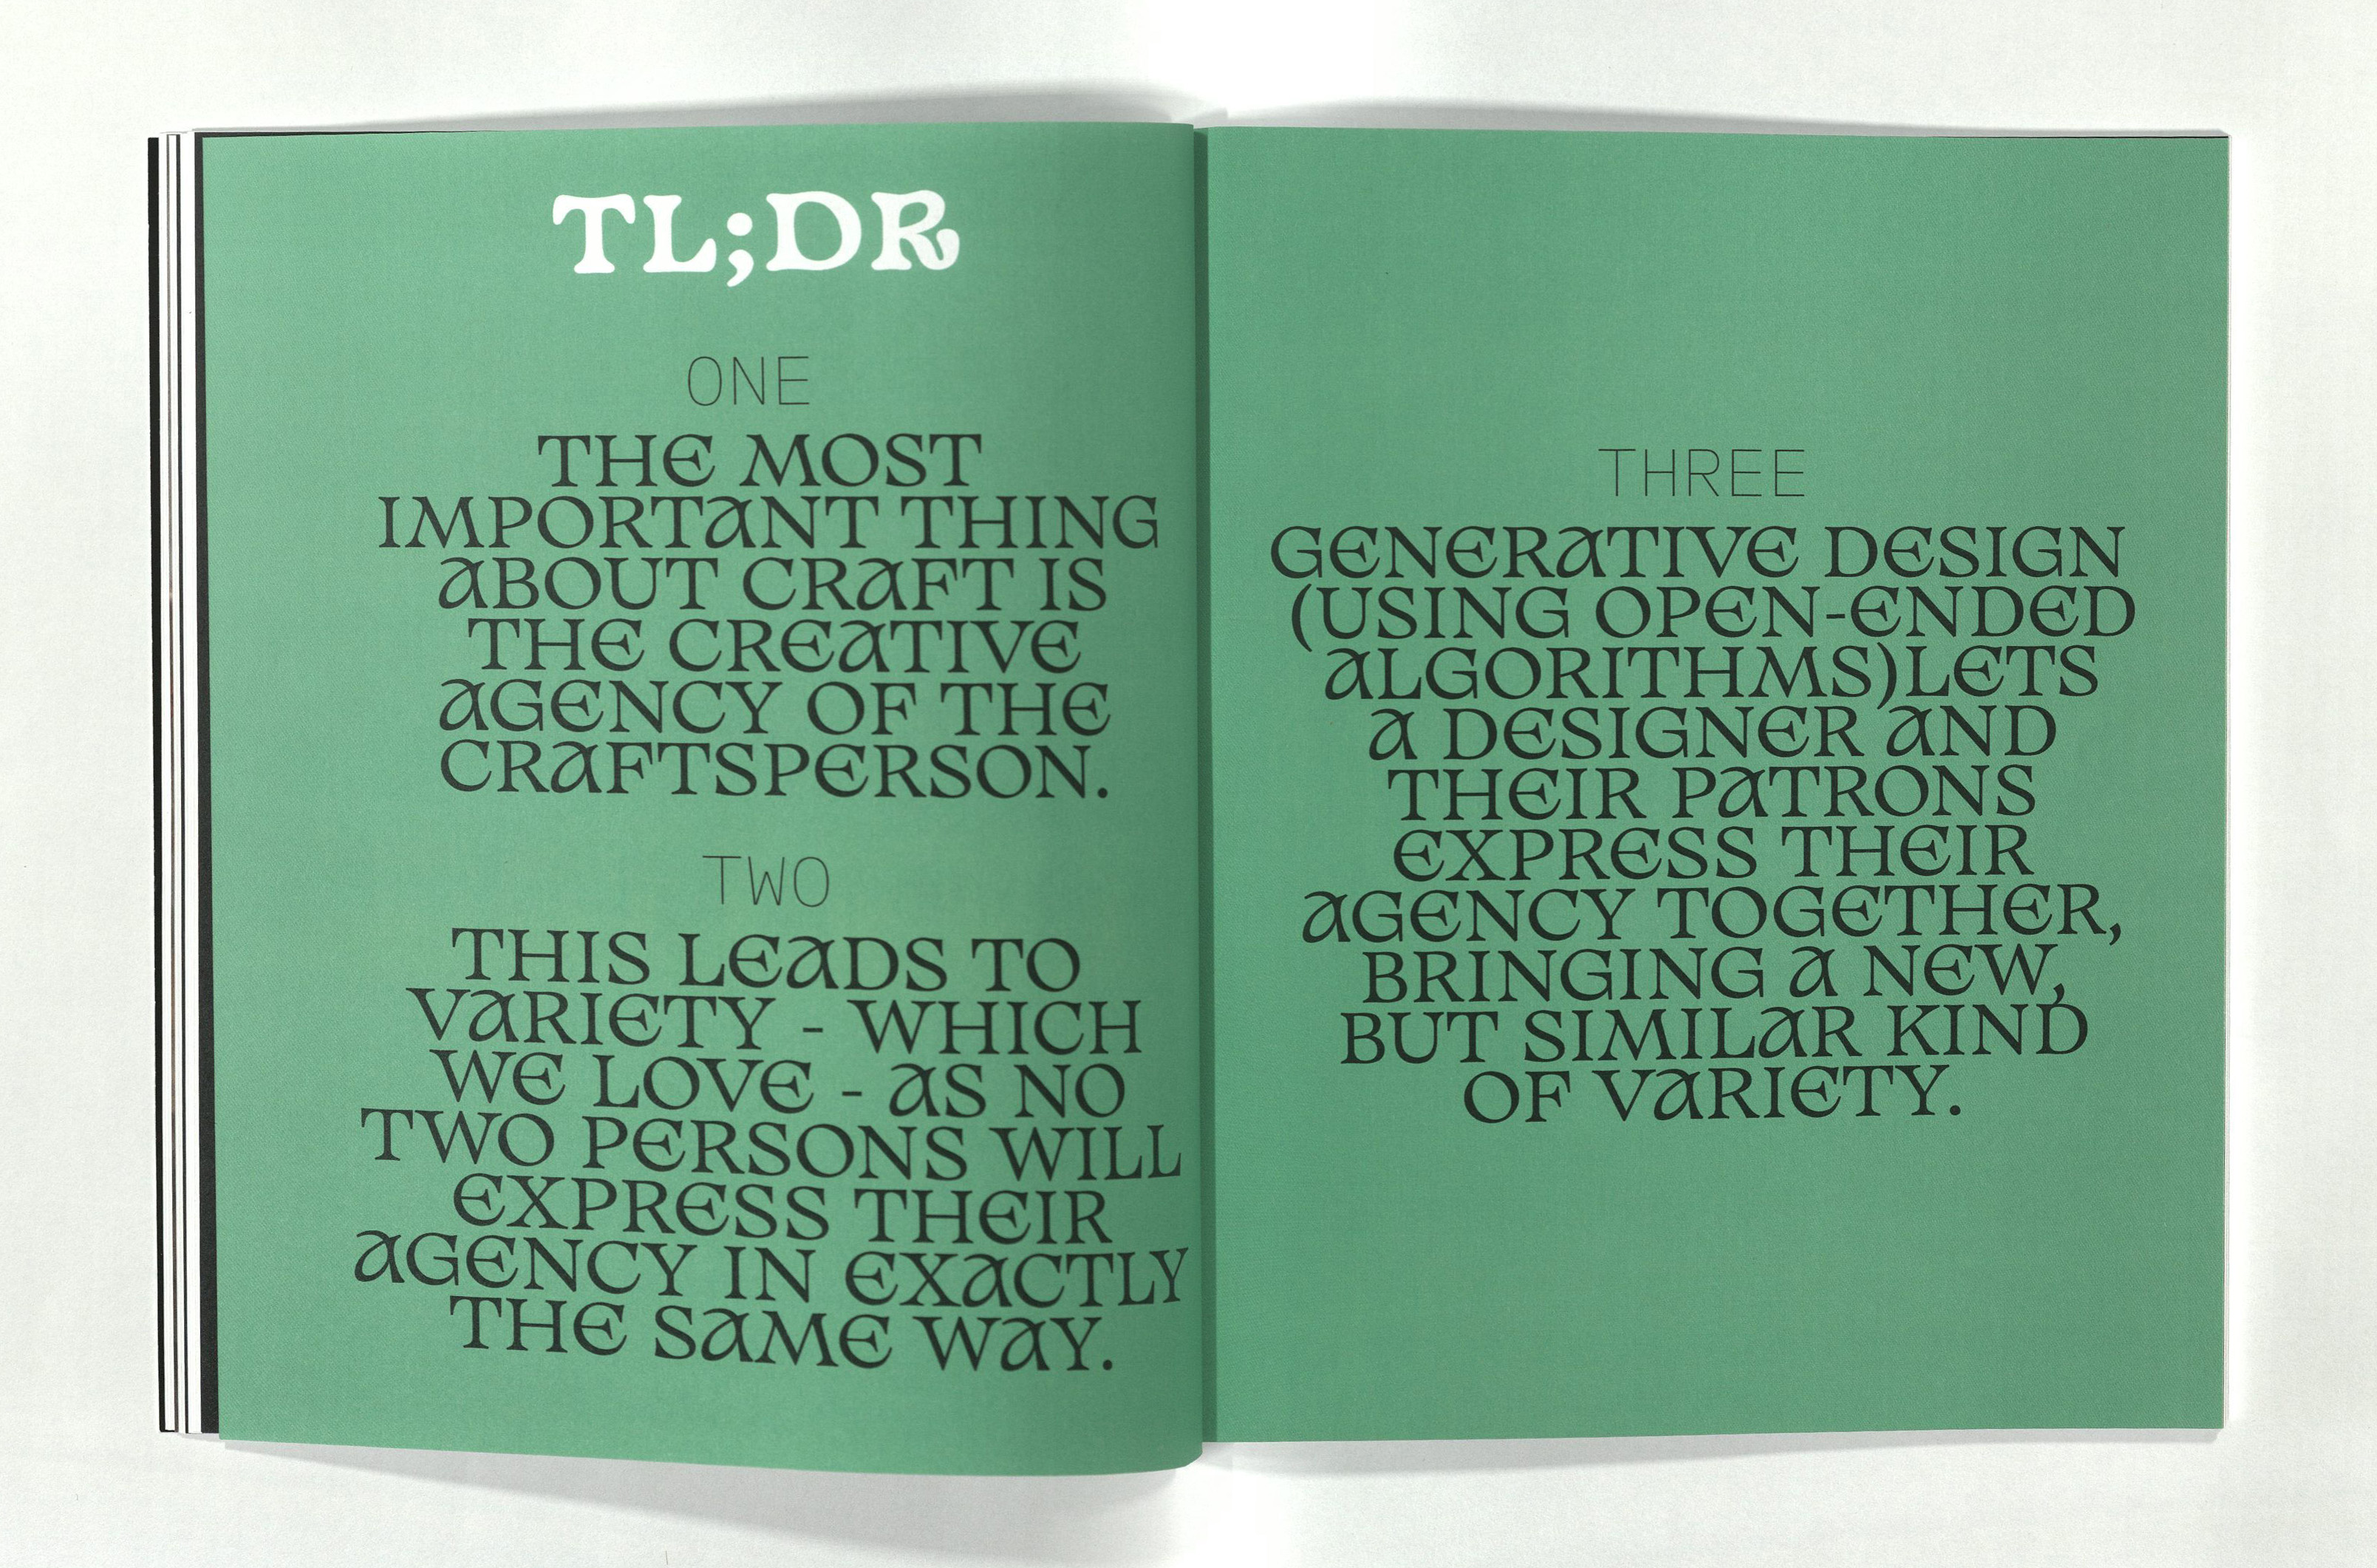 TL;DR
ONE
THE MOST
IMPORTANT THING
ABOUT CRAFT IS
THE CREATIVE
AGENCY OF THE
CRAFTSPERSON.
TWO
THIS LEADS TO
VARIETY - WHICH
WE LOVE - AS NO
TWO PERSONS WILL
EXPRESS THEIR
AGENCY IN EXACTLY
THE SAME WAY.
THREE
GENERATIVE DESIGN
(USING OPEN-ENDED
ALGORITHMS)LETS
A DESIGNER AND
THEIR PATRONS
EXPRESS THEIR
AGENCY TOGETHER,
BRINGING A NEW,
BUT SIMILAR KIND
OF VARIETY.